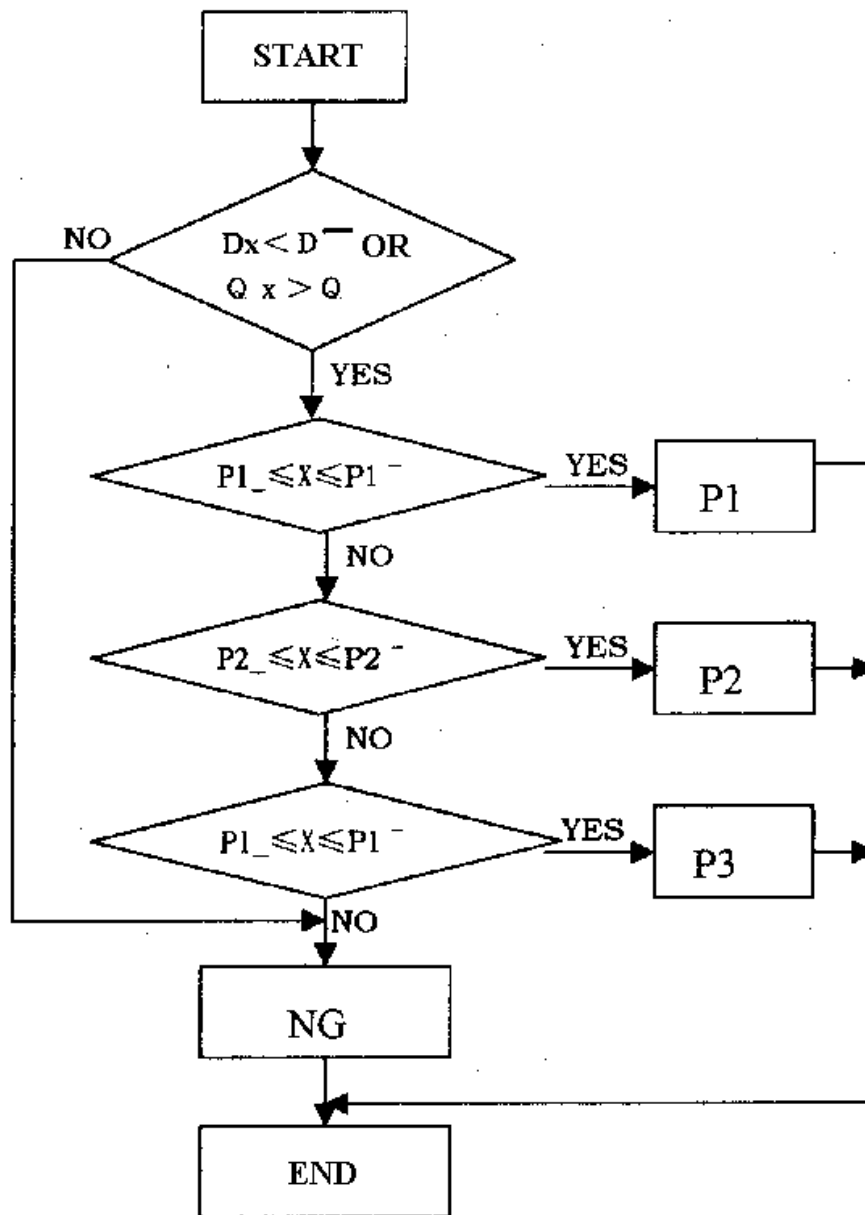 START
NO
Dx < D¯ OR
Q x > Q
YES
P1_≤X≤P1¯
YES
P1
NO
P2_≤X≤P2¯
YES
P2
NO
P1_≤X≤P1¯
YES
P3
NO
NG
END